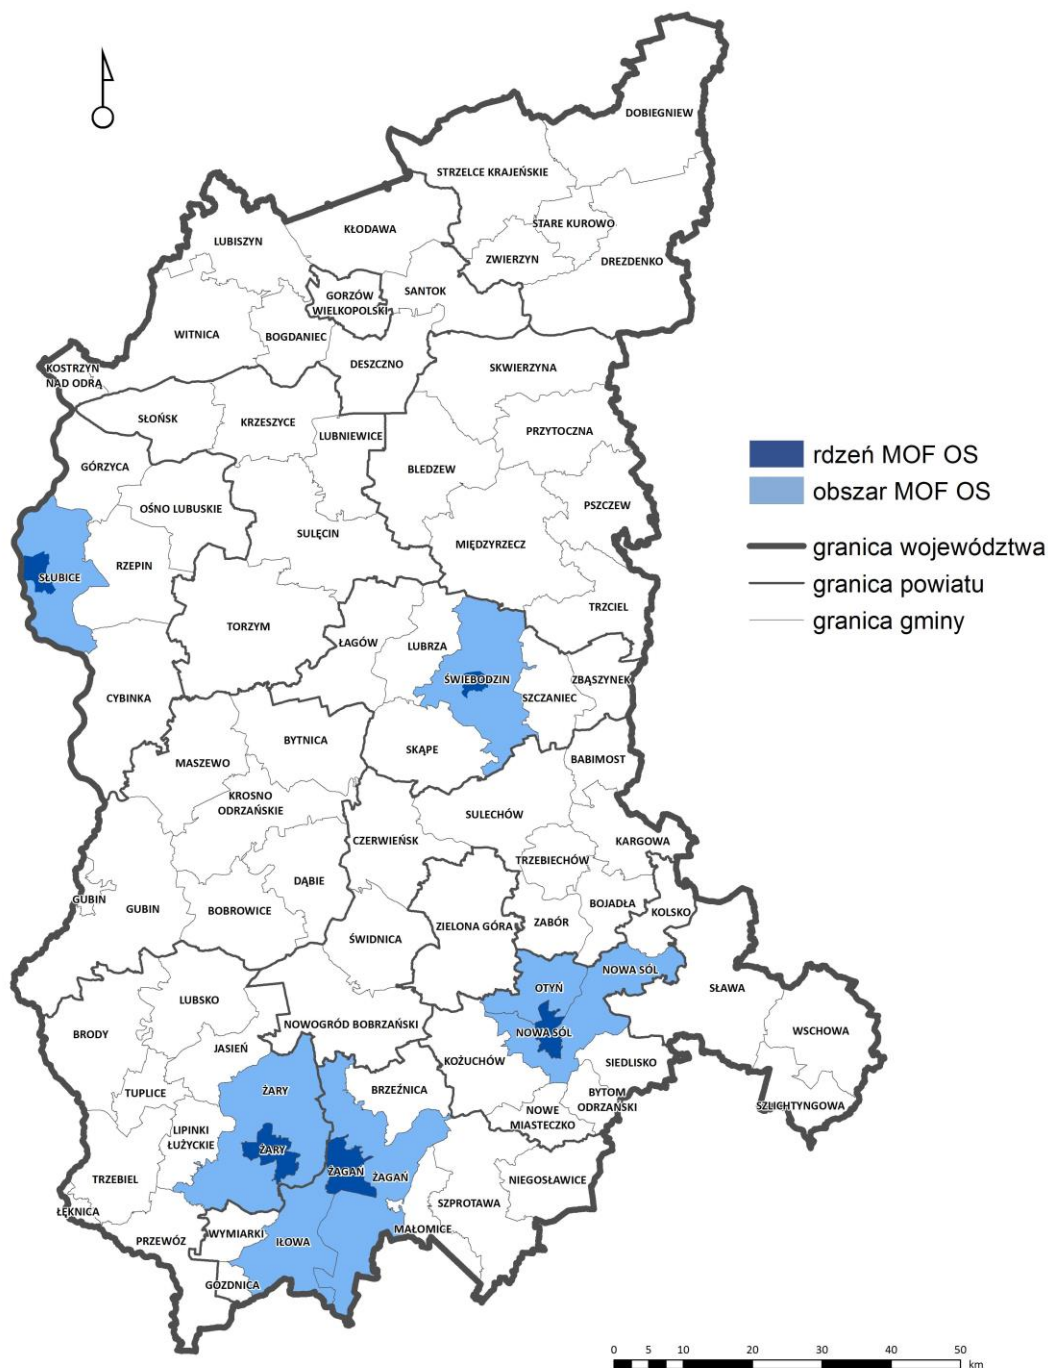 DOBIEGNIEW
STRZELCE KRAJEŃSKIE
STARE KUROWO
KŁODAWA
LUBISZYN
ZWIERZYN
DREZDENKO
SANTOK
GORZÓW
WIELKOPOLSKI
WITNICA
BOGDANIEC
DESZCZNO
SKWIERZYNA
KOSTRZYN
NAD ODRĄ
SŁOŃSK
KRZESZYCE
LUBNIEWICE
PRZYTOCZNA
GÓRZYCA
BLEDZEW
OŚNO LUBUSKIE
PSZCZEW
SULĘCIN
MIĘDZYRZECZ
RZEPIN
SŁUBICE
TRZCIEL
TORZYM
ŁAGÓW
LUBRZA
ŚWIEBODZIN
ZBĄSZYNEK
SZCZANIEC
CYBINKA
BYTNICA
SKĄPE
MASZEWO
BABIMOST
KROSNO
ODRZAŃSKIE
SULECHÓW
CZERWIEŃSK
KARGOWA
TRZEBIECHÓW
DĄBIE
GUBIN
GUBIN
BOBROWICE
BOJADŁA
KOLSKO
ZABÓR
ZIELONA GÓRA
ŚWIDNICA
NOWA SÓL
OTYŃ
SŁAWA
LUBSKO
NOWOGRÓD BOBRZAŃSKI
NOWA SÓL
WSCHOWA
BRODY
JASIEŃ
KOŻUCHÓW
SIEDLISKO
ŻARY
BRZEŹNICA
TUPLICE
BYTOM
ODRZAŃSKI
SZLICHTYNGOWA
NOWE
MIASTECZKO
LIPINKI
ŁUŻYCKIE
ŻARY
ŻAGAŃ
ŻAGAŃ
TRZEBIEL
NIEGOSŁAWICE
SZPROTAWA
ŁĘKNICA
MAŁOMICE
WYMIARKI
PRZEWÓZ
IŁOWA
GOZDNICA
rdzeń MOF OS
obszar MOF OS
granica województwa
granica powiatu
granica gminy
0 5 10 20 30 40 50
km